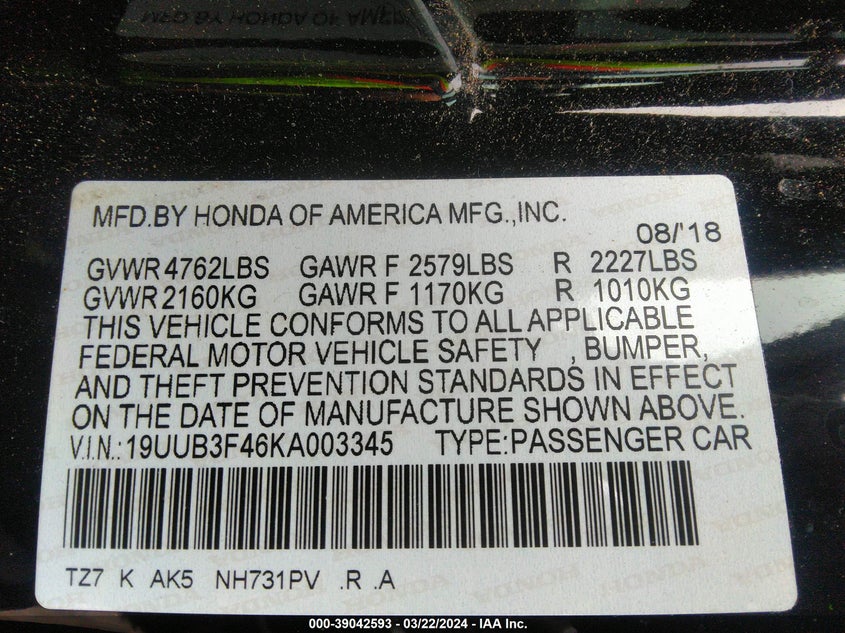 MFD.BY HONDA OF AMERICA MFG.,INC.
08/'18
GVWR 4762LBS GAWR F 2579LBS R 2227LBS
GVWR 2160KG GAWR F 1170KG R 1010KG
THIS VEHICLE CONFORMS TO ALL APPLICABLE
FEDERAL MOTOR VEHICLE SAFETY , BUMPER,
AND THEFT PREVENTION STANDARDS IN EFFECT
ON THE DATE OF MANUFACTURE SHOWN ABOVE.
V.I.N.:19UUB3F46KA003345 TYPE:PASSENGER CAR
TZ7 K AK5 NH731PV .R .A
000-39042593 - 03/22/2024 - IAA Inc.